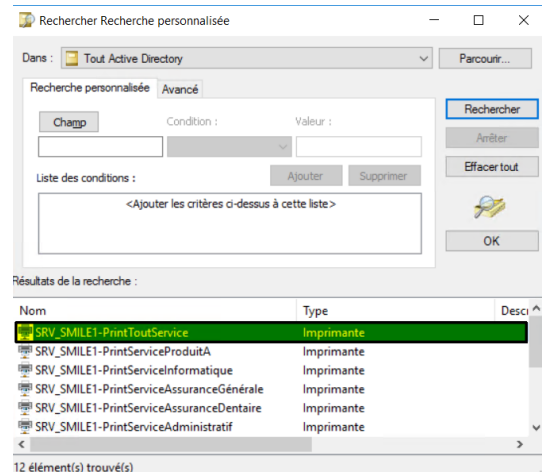 Rechercher Recherche personnalisée
Dans : Tout Active Directory Parcourir...
Recherche personnalisée Avancé
Rechercher
Champ Condition : Valeur :
Arrêter
Effacer tout
Liste des conditions : Ajouter Supprimer
<Ajouter les critères ci-dessus à cette liste>
OK
Résultats de la recherche :
Nom Type Descr
SRV_SMILE1-PrintToutService Imprimante
SRV_SMILE1-PrintServiceProduitA Imprimante
SRV_SMILE1-PrintServiceInformatique Imprimante
SRV_SMILE1-PrintServiceAssuranceGénérale Imprimante
SRV_SMILE1-PrintServiceAssuranceDentaire Imprimante
SRV_SMILE1-PrintServiceAdministratif Imprimante
12 élément(s) trouvé(s)